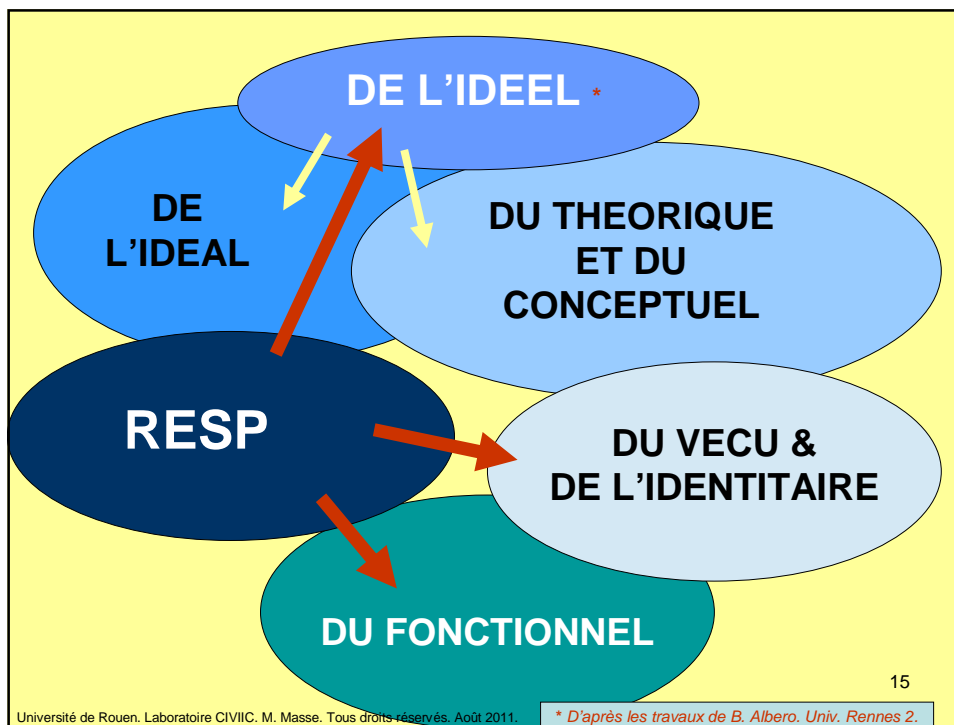 DE L’IDEEL *
DE
L’IDEAL
DU THEORIQUE
ET DU
CONCEPTUEL
RESP
DU VECU &
DE L’IDENTITAIRE
DU FONCTIONNEL
15
Université de Rouen. Laboratoire CIVIIC. M. Masse. Tous droits réservés. Août 2011.
* D’après les travaux de B. Albero. Univ. Rennes 2.